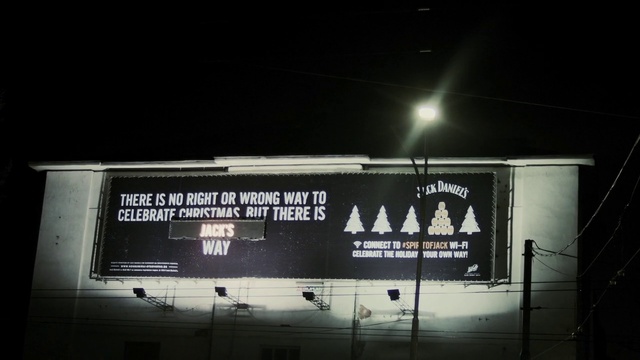 THERE IS NO RIGHT OR WRONG WAY TO
CELEBRATE CHRISTMAS, BUT THERE IS
JACK'S
WAY
JACK DANIEL'S
CONNECT TO #SPIRITOFJACK WI-FI
CELEBRATE THE HOLIDAY YOUR OWN WAY!